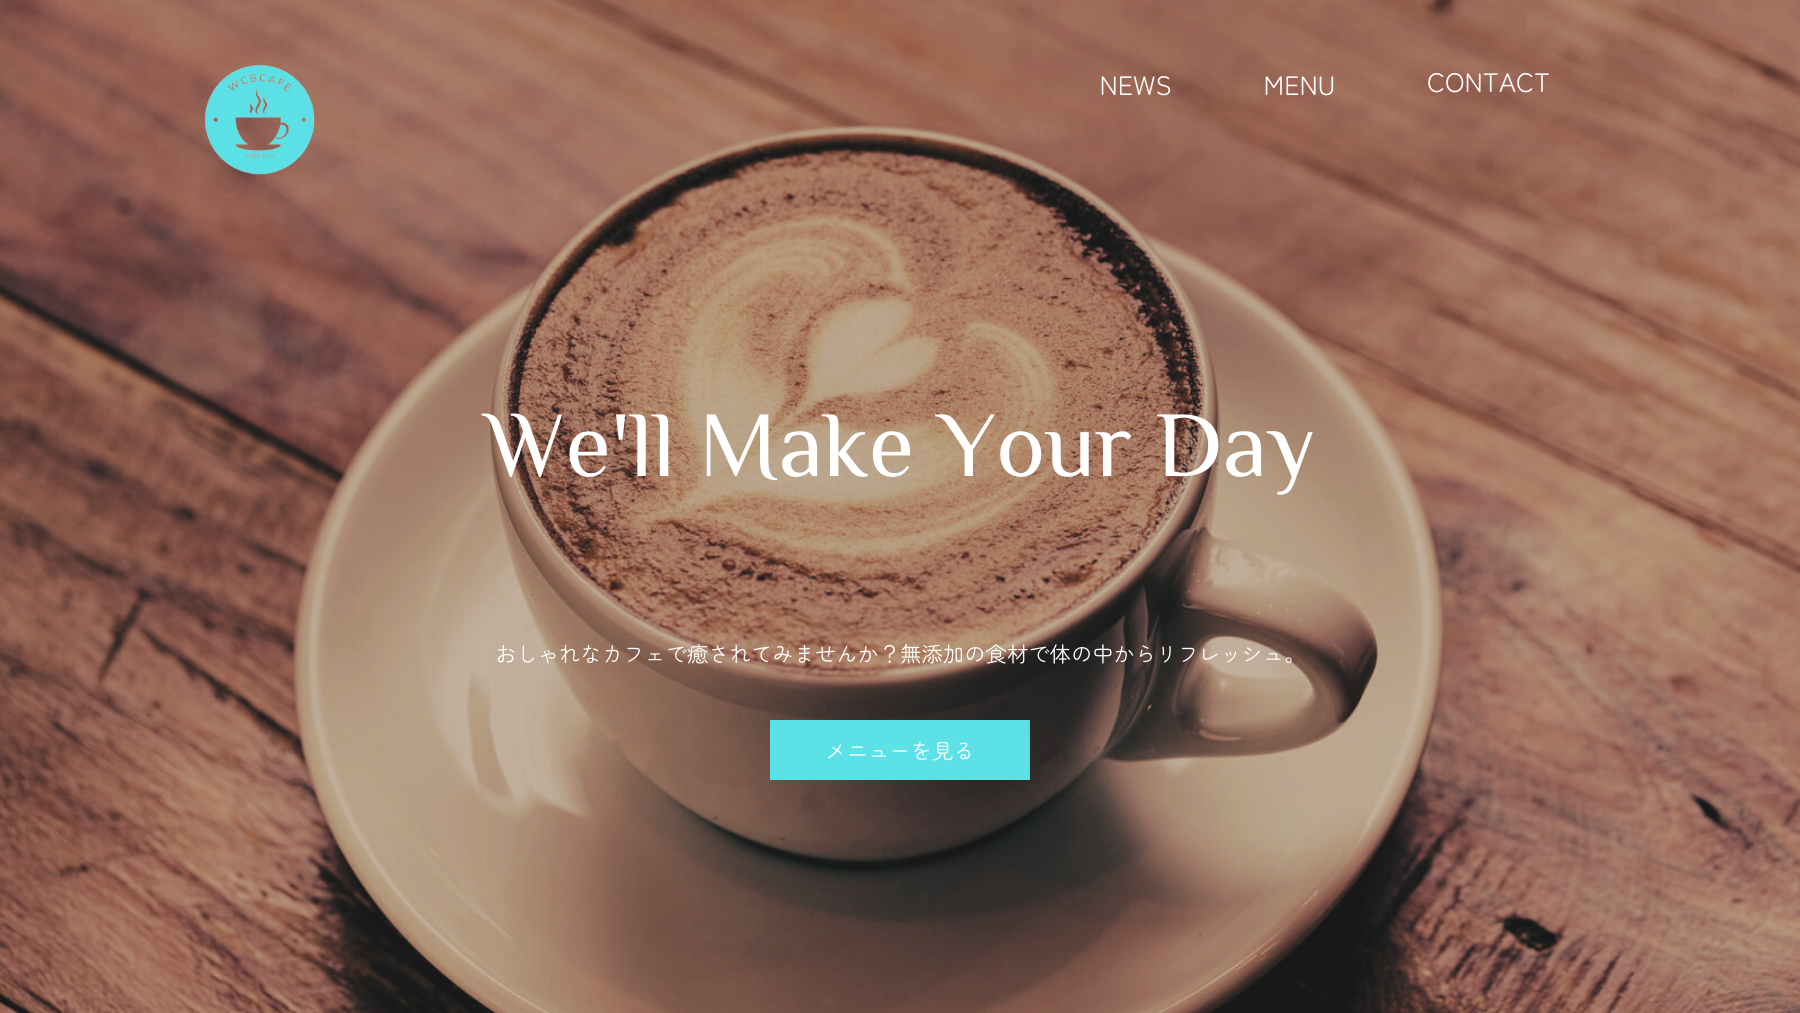 WCBCAFE
NEWS
MENU
CONTACT
We'll Make Your Day
おしゃれなカフェで癒されてみませんか？無添加の食材で体の中からリフレッシュ。
メニューを見る